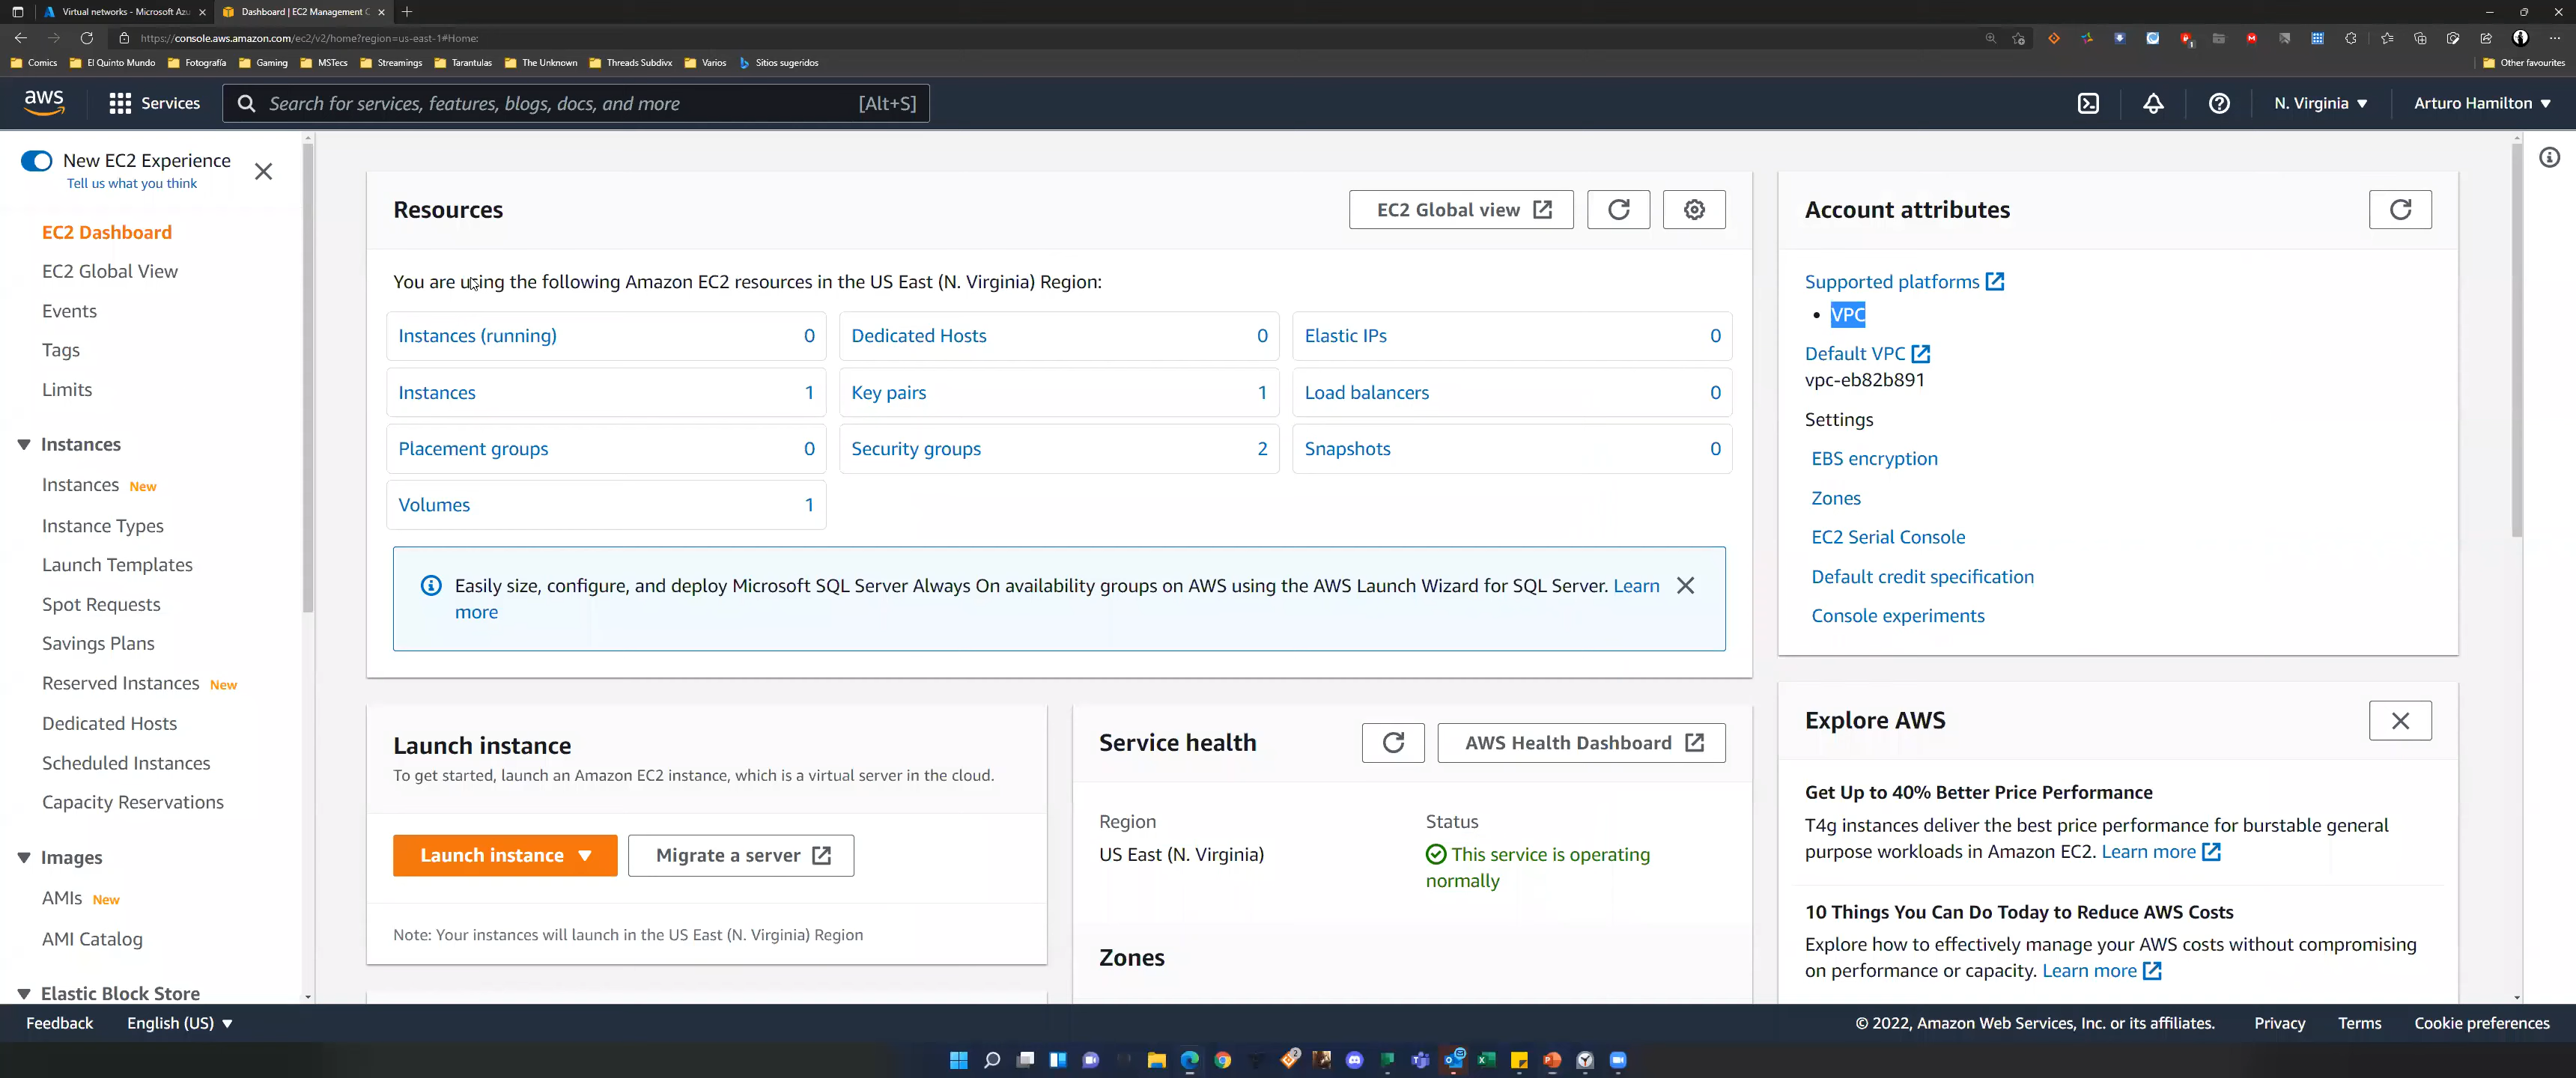 Virtual networks - Microsoft Azu
Dashboard | EC2 Management C
https://console.aws.amazon.com/ec2/v2/home?region=us-east-1#Home:
Comics
El Quinto Mundo
Fotografía
Gaming
MSTecs
Streamings
Tarantulas
The Unknown
Threads Subdivx
Varios
Sitios sugeridos
Other favourites
aws
Services
Search for services, features, blogs, docs, and more
[Alt+S]
N. Virginia
Arturo Hamilton
New EC2 Experience
Tell us what you think
EC2 Dashboard
EC2 Global View
Events
Tags
Limits
Instances
Instances New
Instance Types
Launch Templates
Spot Requests
Savings Plans
Reserved Instances New
Dedicated Hosts
Scheduled Instances
Capacity Reservations
Images
AMIs New
AMI Catalog
Elastic Block Store
Resources
EC2 Global view
You are using the following Amazon EC2 resources in the US East (N. Virginia) Region:
Instances (running) 0
Dedicated Hosts 0
Elastic IPs 0
Instances 1
Key pairs 1
Load balancers 0
Placement groups 0
Security groups 2
Snapshots 0
Volumes 1
Easily size, configure, and deploy Microsoft SQL Server Always On availability groups on AWS using the AWS Launch Wizard for SQL Server. Learn
more
Launch instance
To get started, launch an Amazon EC2 instance, which is a virtual server in the cloud.
Launch instance
Migrate a server
Note: Your instances will launch in the US East (N. Virginia) Region
Service health
AWS Health Dashboard
Region
US East (N. Virginia)
Status
This service is operating
normally
Zones
Account attributes
Supported platforms
• VPC
Default VPC
vpc-eb82b891
Settings
EBS encryption
Zones
EC2 Serial Console
Default credit specification
Console experiments
Explore AWS
Get Up to 40% Better Price Performance
T4g instances deliver the best price performance for burstable general
purpose workloads in Amazon EC2. Learn more
10 Things You Can Do Today to Reduce AWS Costs
Explore how to effectively manage your AWS costs without compromising
on performance or capacity. Learn more
Feedback
English (US)
© 2022, Amazon Web Services, Inc. or its affiliates.
Privacy
Terms
Cookie preferences